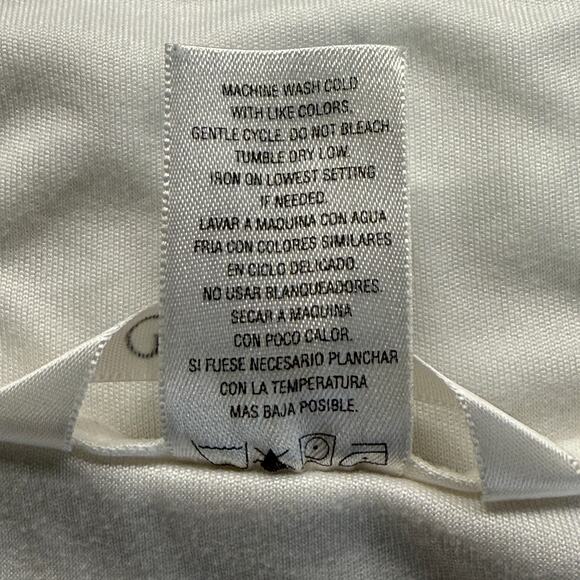 MACHINE WASH COLD
WITH LIKE COLORS.
GENTLE CYCLE. DO NOT BLEACH.
TUMBLE DRY LOW.
IRON ON LOWEST SETTING
IF NEEDED.
LAVAR A MAQUINA CON AGUA
FRIA CON COLORES SIMILARES
EN CICLO DELICADO.
NO USAR BLANQUEADORES.
SECAR A MAQUINA
CON POCO CALOR.
SI FUESE NECESARIO PLANCHAR
CON LA TEMPERATURA
MAS BAJA POSIBLE.